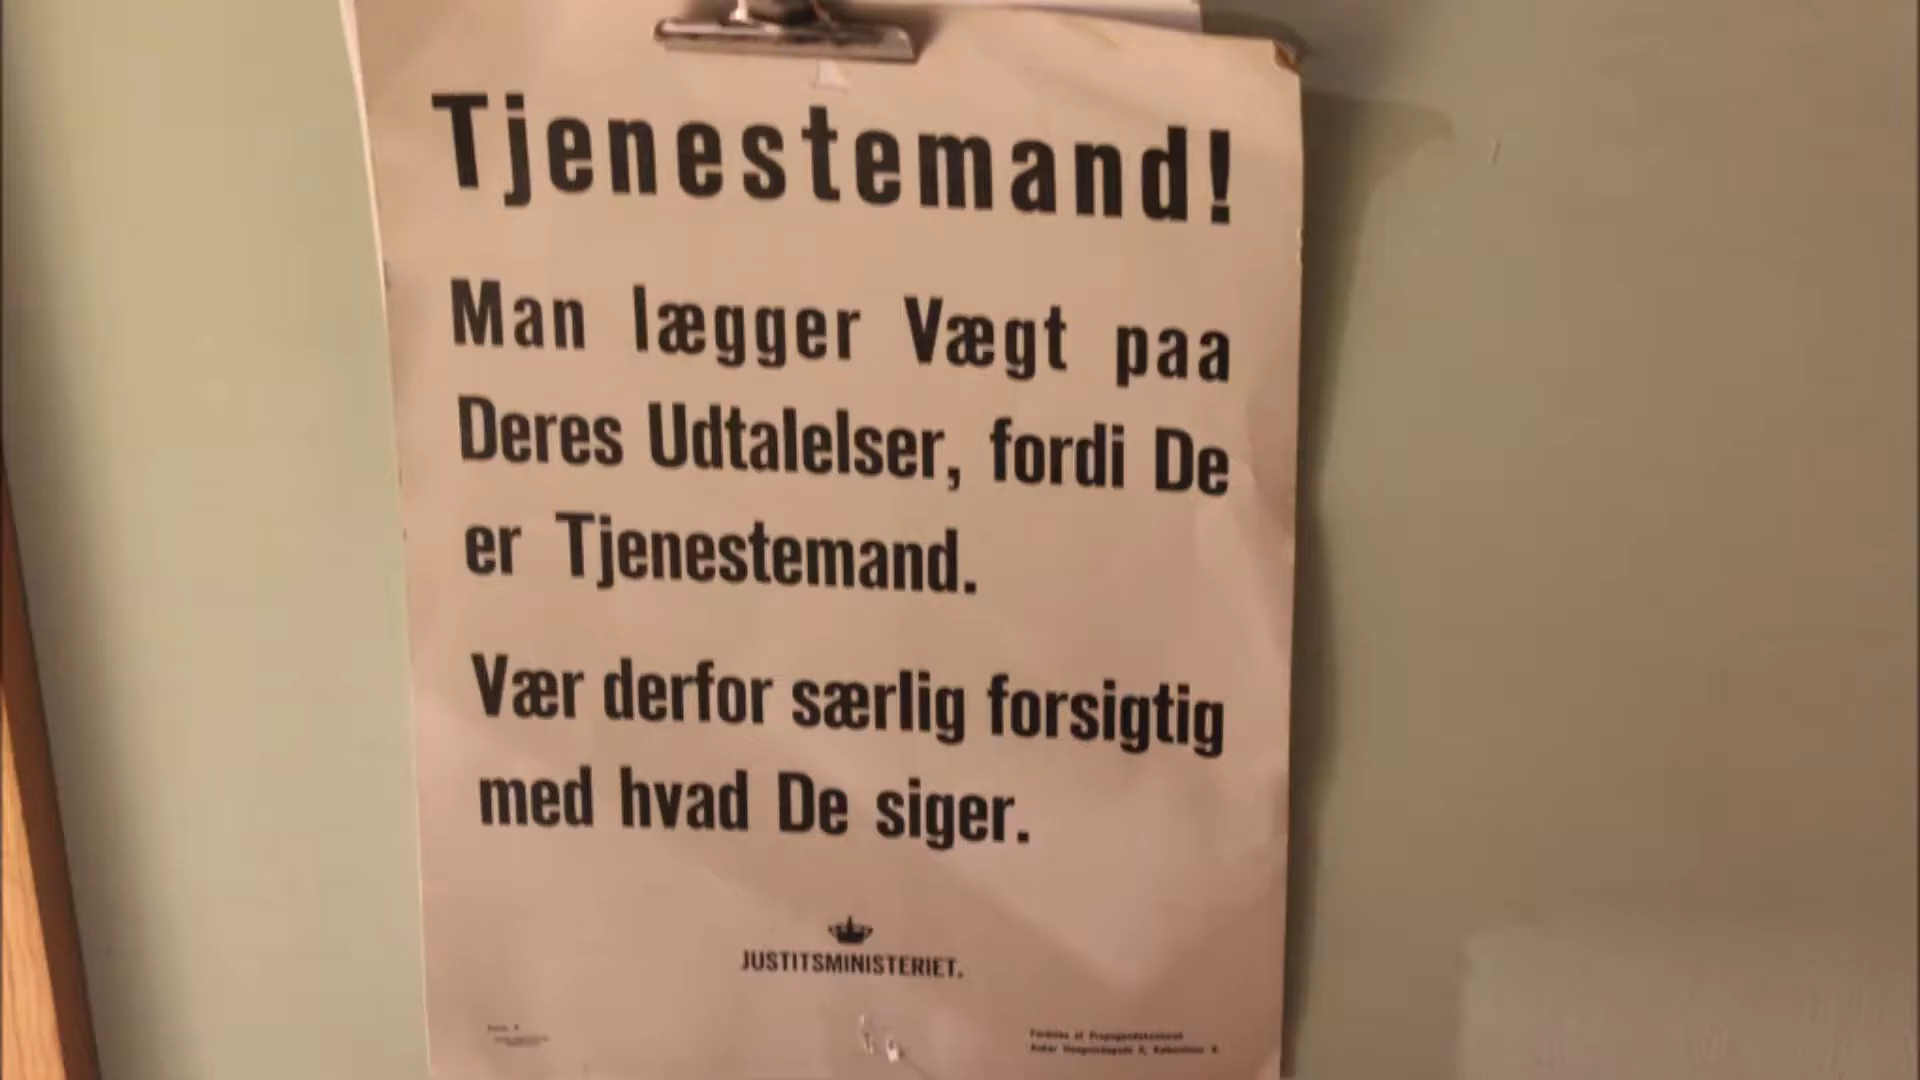 Tjenestemand!
Man lægger Vægt paa
Deres Udtalelser, fordi De
er Tjenestemand.
Vær derfor særlig forsigtig
med hvad De siger.
JUSTITSMINISTERIET.